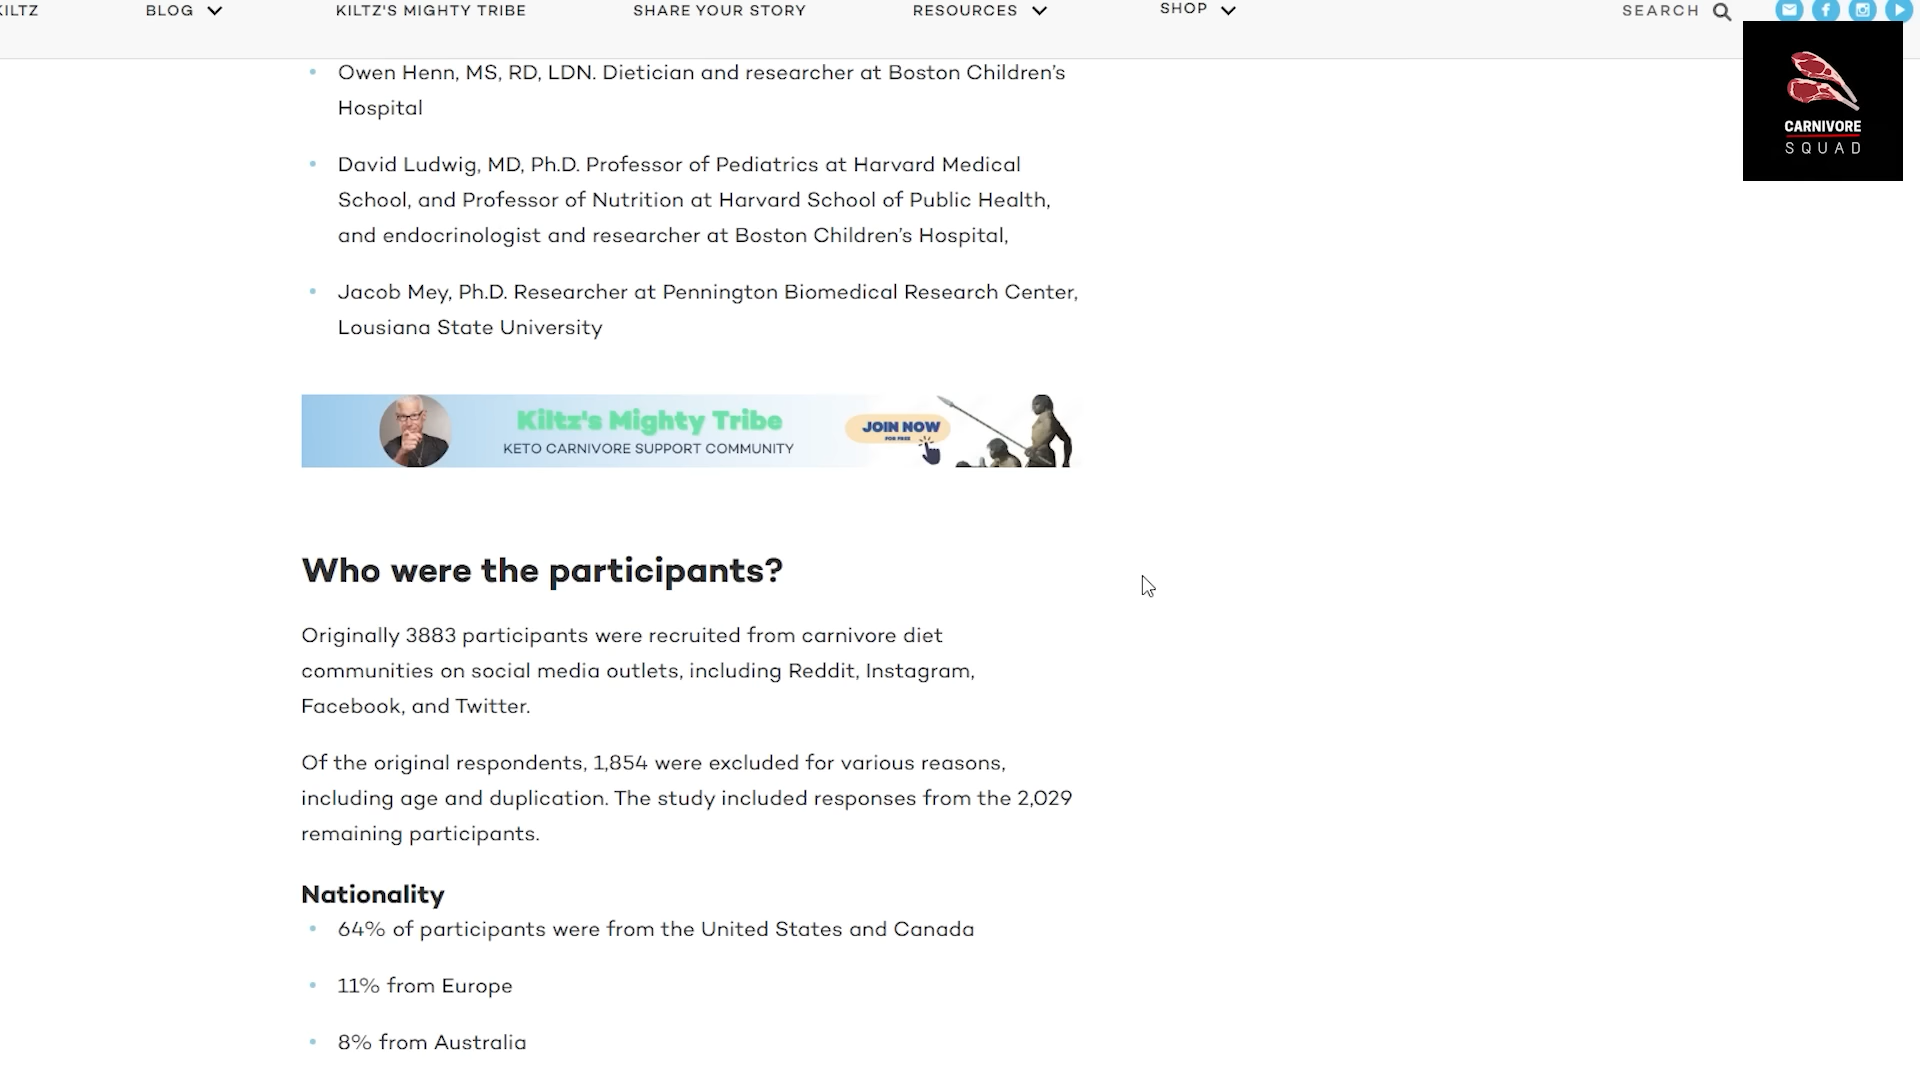 KILTZ
BLOG
KILTZ'S MIGHTY TRIBE
SHARE YOUR STORY
RESOURCES
SHOP
SEARCH
CARNIVORE
SQUAD
Owen Henn, MS, RD, LDN. Dietician and researcher at Boston Children’s
Hospital
David Ludwig, MD, Ph.D. Professor of Pediatrics at Harvard Medical
School, and Professor of Nutrition at Harvard School of Public Health,
and endocrinologist and researcher at Boston Children’s Hospital,
Jacob Mey, Ph.D. Researcher at Pennington Biomedical Research Center,
Lousiana State University
Kiltz's Mighty Tribe
KETO CARNIVORE SUPPORT COMMUNITY
JOIN NOW
FOR FREE
Who were the participants?
Originally 3883 participants were recruited from carnivore diet
communities on social media outlets, including Reddit, Instagram,
Facebook, and Twitter.
Of the original respondents, 1,854 were excluded for various reasons,
including age and duplication. The study included responses from the 2,029
remaining participants.
Nationality
64% of participants were from the United States and Canada
11% from Europe
8% from Australia